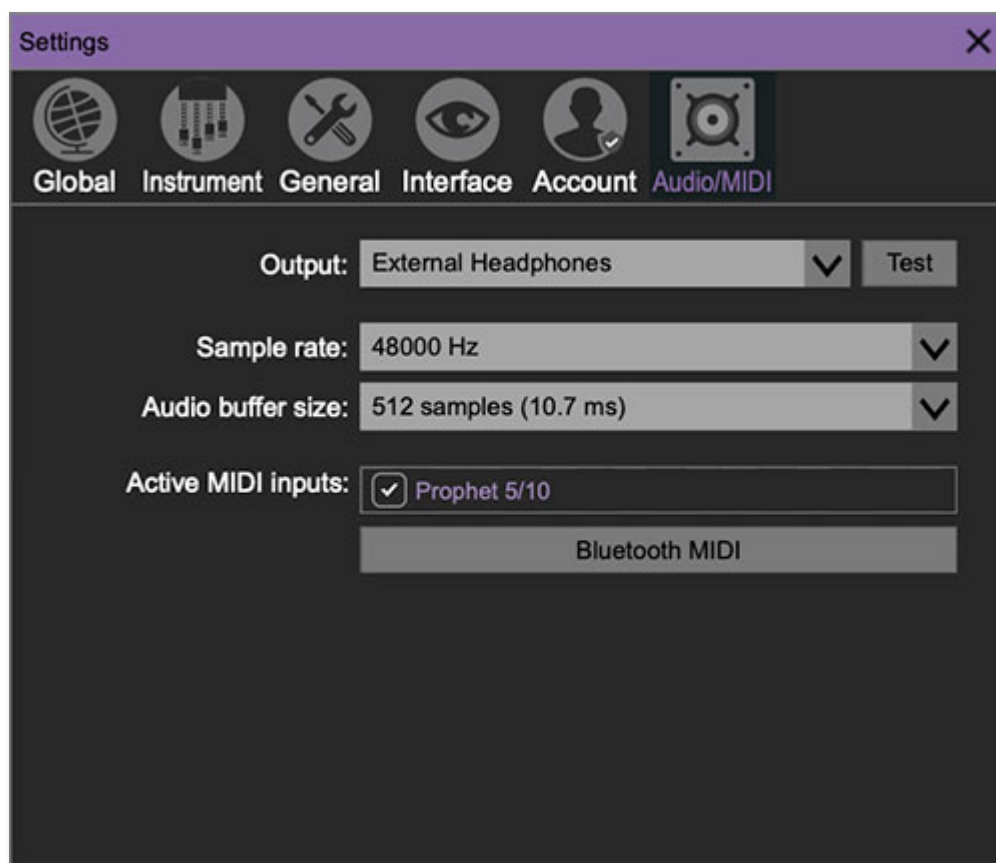 Settings
Global Instrument General Interface Account Audio/MIDI
Output: External Headphones Test
Sample rate: 48000 Hz
Audio buffer size: 512 samples (10.7 ms)
Active MIDI inputs: Prophet 5/10
Bluetooth MIDI